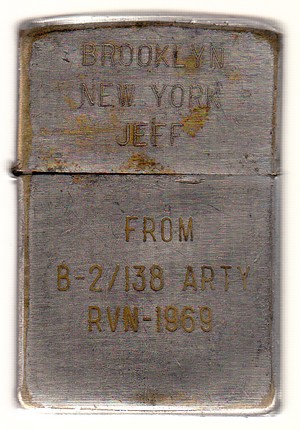 BROOKLYN
NEW YORK
JEFF
FROM
B-2/138 ARTY
RVN-1969